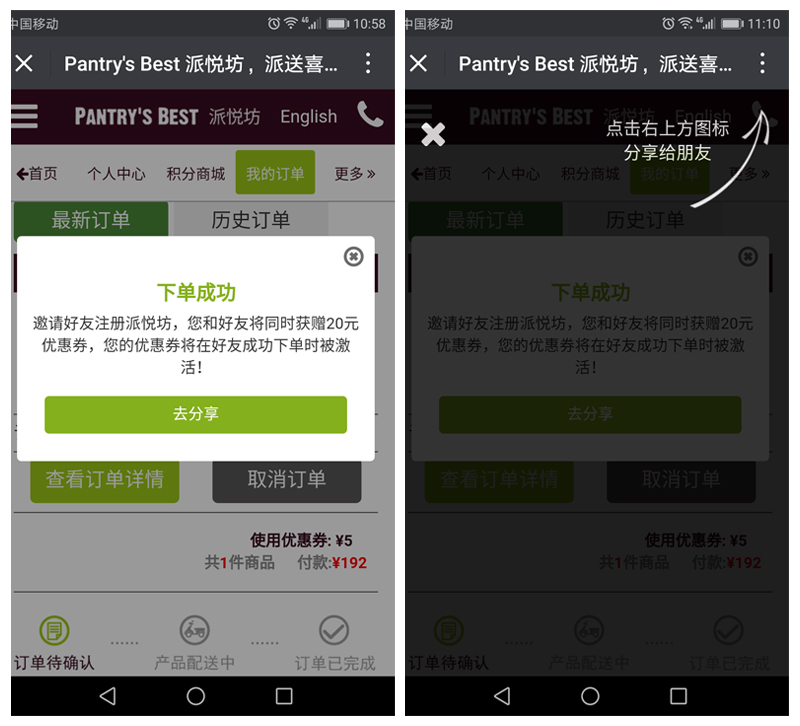 中国移动
4G
10:58
Pantry's Best 派悦坊，派送喜...
PANTRY'S BEST 派悦坊 English
首页 个人中心 积分商城 我的订单 更多 »
最新订单 历史订单
下单成功
邀请好友注册派悦坊，您和好友将同时获赠20元
优惠券，您的优惠券将在好友成功下单时被激
活！
去分享
查看订单详情 取消订单
使用优惠券: ¥5
共1件商品 付款:¥192
订单待确认 ...... 产品配送中 ...... 订单已完成
中国移动
4G
11:10
Pantry's Best 派悦坊，派送喜...
PANTRY'S BEST 派悦坊 English
点击右上方图标
分享给朋友
首页 个人中心 积分商城 我的订单 更多 »
最新订单 历史订单
下单成功
邀请好友注册派悦坊，您和好友将同时获赠20元
优惠券，您的优惠券将在好友成功下单时被激
活！
去分享
查看订单详情 取消订单
使用优惠券: ¥5
共1件商品 付款:¥192
订单待确认 ...... 产品配送中 ...... 订单已完成